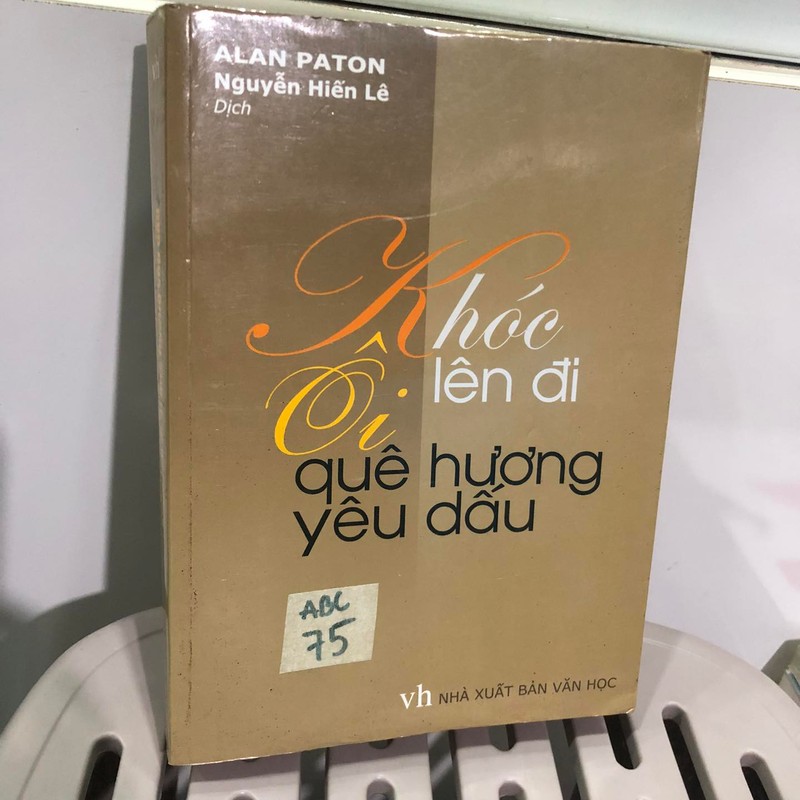 ALAN PATON
Nguyễn Hiến Lê
Dịch
Khóc
lên đi
Ôi
quê hương
yêu dấu
ABC
75
vh NHÀ XUẤT BẢN VĂN HỌC